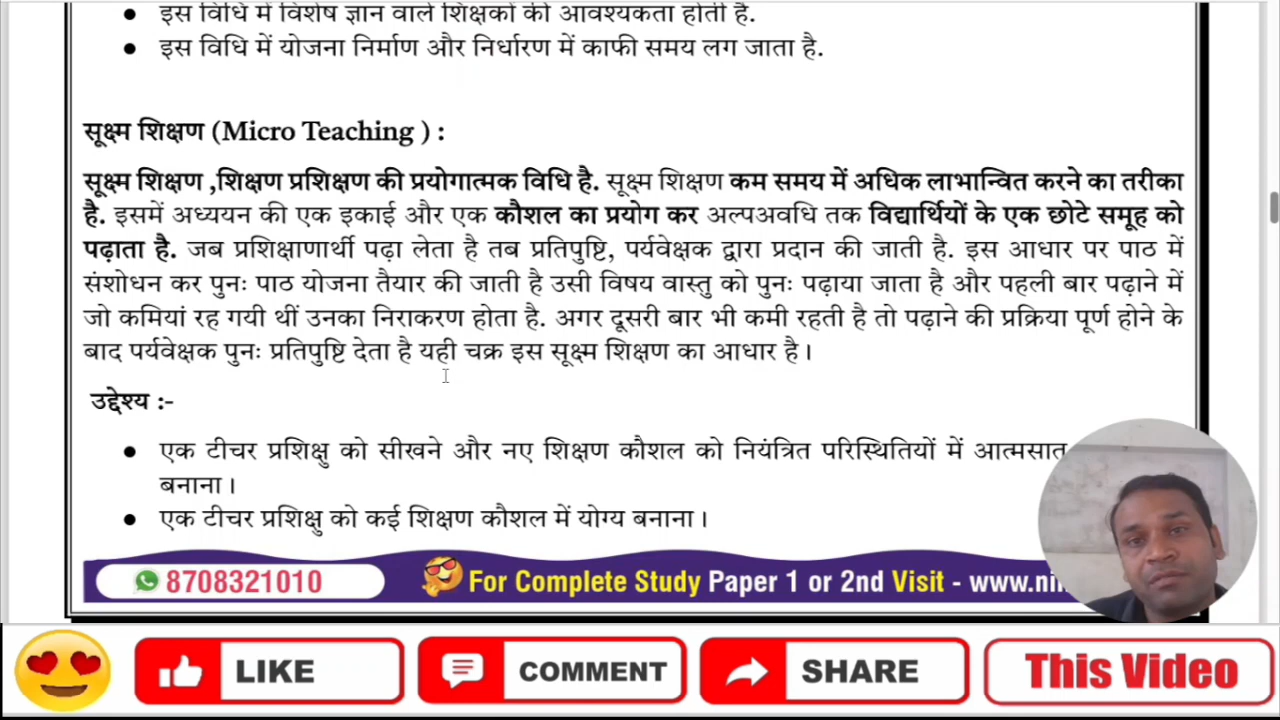 ● इस विधि में विशेष ज्ञान वाले शिक्षकों की आवश्यकता होती है.
● इस विधि में योजना निर्माण और निर्धारण में काफी समय लग जाता है.
सूक्ष्म शिक्षण (Micro Teaching ) :
सूक्ष्म शिक्षण ,शिक्षण प्रशिक्षण की प्रयोगात्मक विधि है. सूक्ष्म शिक्षण कम समय में अधिक लाभान्वित करने का तरीका
है. इसमें अध्ययन की एक इकाई और एक कौशल का प्रयोग कर अल्पअवधि तक विद्यार्थियों के एक छोटे समूह को
पढ़ाता है. जब प्रशिक्षाणार्थी पढ़ा लेता है तब प्रतिपुष्टि, पर्यवेक्षक द्वारा प्रदान की जाती है. इस आधार पर पाठ में
संशोधन कर पुनः पाठ योजना तैयार की जाती है उसी विषय वास्तु को पुनः पढ़ाया जाता है और पहली बार पढ़ाने में
जो कमियां रह गयी थीं उनका निराकरण होता है. अगर दूसरी बार भी कमी रहती है तो पढ़ाने की प्रक्रिया पूर्ण होने के
बाद पर्यवेक्षक पुनः प्रतिपुष्टि देता है यही चक्र इस सूक्ष्म शिक्षण का आधार है।
उद्देश्य :-
● एक टीचर प्रशिक्षु को सीखने और नए शिक्षण कौशल को नियंत्रित परिस्थितियों में आत्मसात
बनाना।
● एक टीचर प्रशिक्षु को कई शिक्षण कौशल में योग्य बनाना।
8708321010 For Complete Study Paper 1 or 2nd Visit -
LIKE COMMENT SHARE This Video